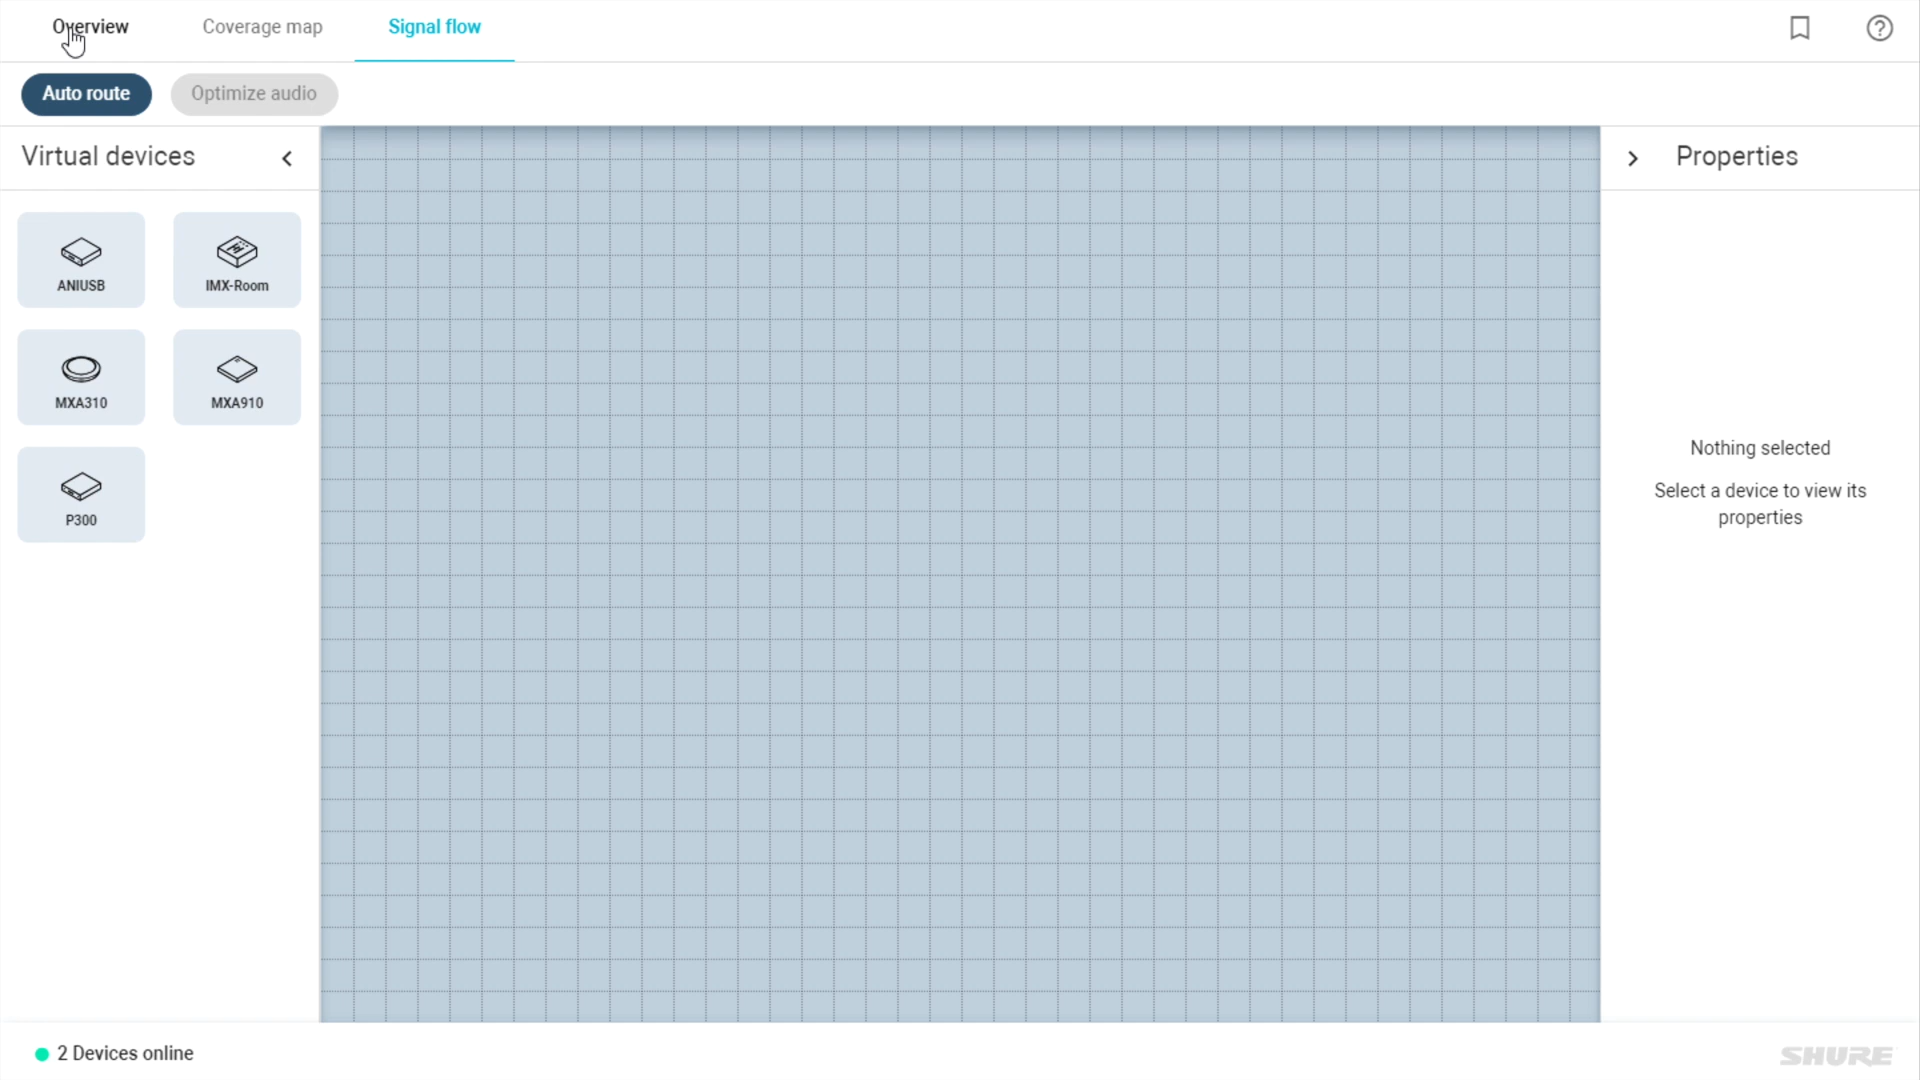 Overview
Coverage map
Signal flow
Auto route
Optimize audio
Virtual devices
Properties
ANIUSB
IMX-Room
MXA310
MXA910
P300
Nothing selected
Select a device to view its
properties
2 Devices online
SHURE